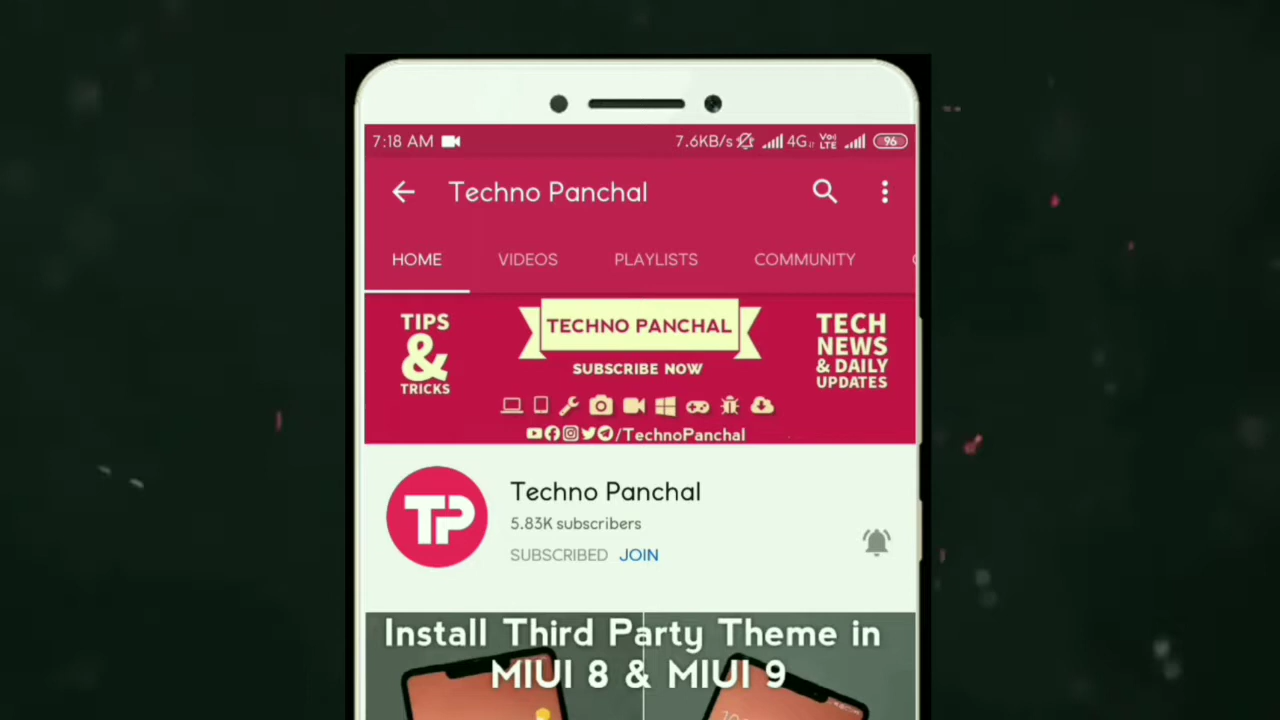 7:18 AM 7.6KB/s 4G Vo) LTE 96
Techno Panchal
HOME VIDEOS PLAYLISTS COMMUNITY
TIPS & TRICKS
TECHNO PANCHAL
SUBSCRIBE NOW
/TechnoPanchal
TECH
NEWS
& DAILY
UPDATES
TP
Techno Panchal
5.83K subscribers
SUBSCRIBED JOIN
Install Third Party Theme in
MIUI 8 & MIUI 9